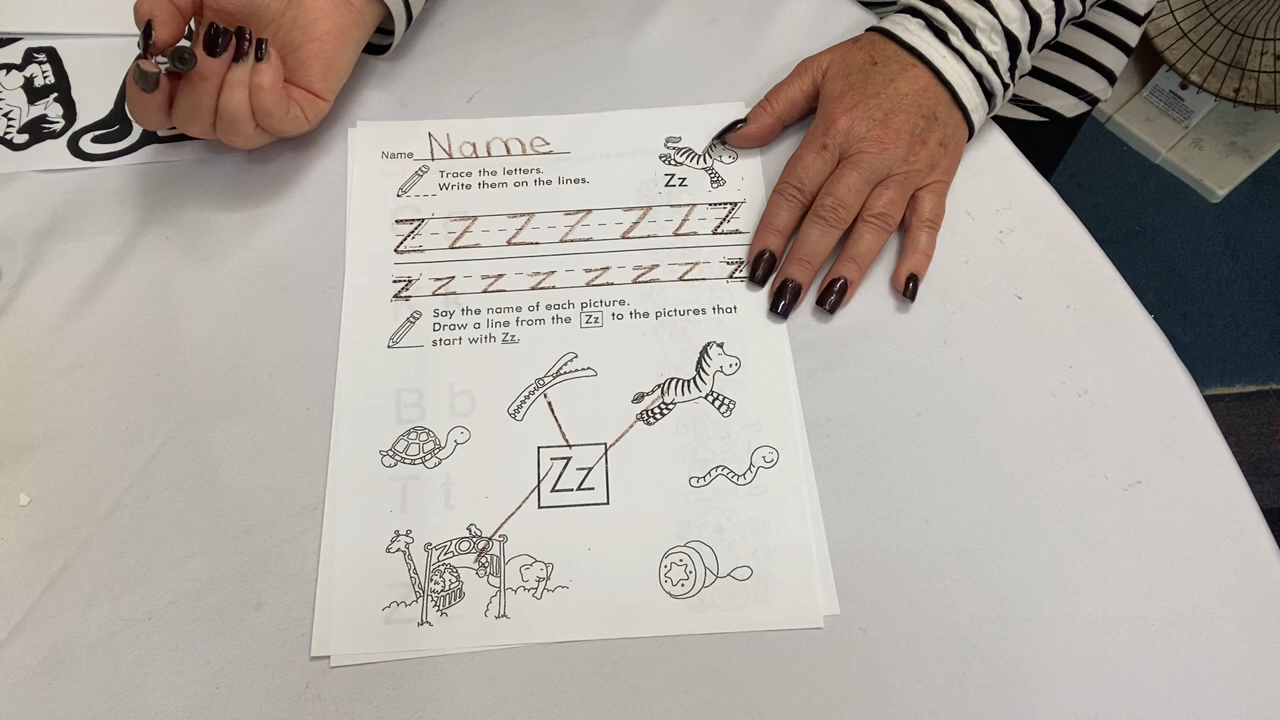 Name Name
Zz
Trace the letters.
Write them on the lines.
Z Z Z Z Z Z Z
z z z z z z z
Say the name of each picture.
Draw a line from the Zz to the pictures that
start with Zz.
B b
Zz
T t
ZOO